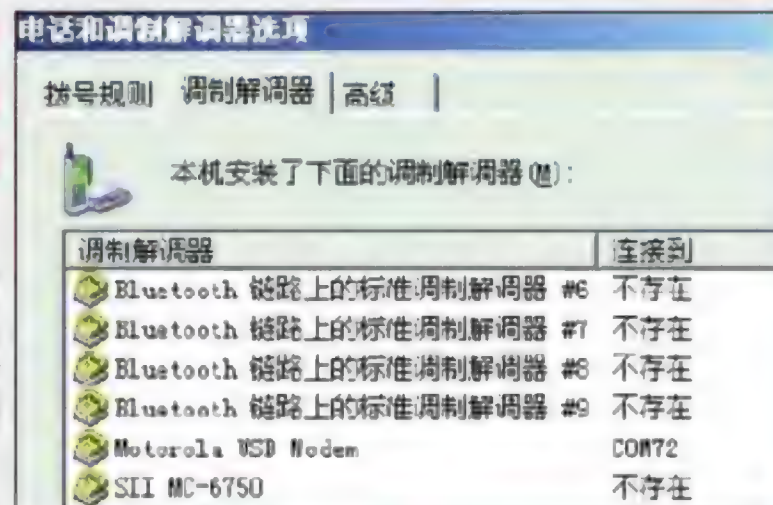 电话和调制解调器选项
拨号规则 调制解调器 高级
本机安装了下面的调制解调器(M):
调制解调器 连接到
Bluetooth 链路上的标准调制解调器 #6 不存在
Bluetooth 链路上的标准调制解调器 #7 不存在
Bluetooth 链路上的标准调制解调器 #8 不存在
Bluetooth 链路上的标准调制解调器 #9 不存在
Motorola USB Modem COM72
SII MC-6750 不存在